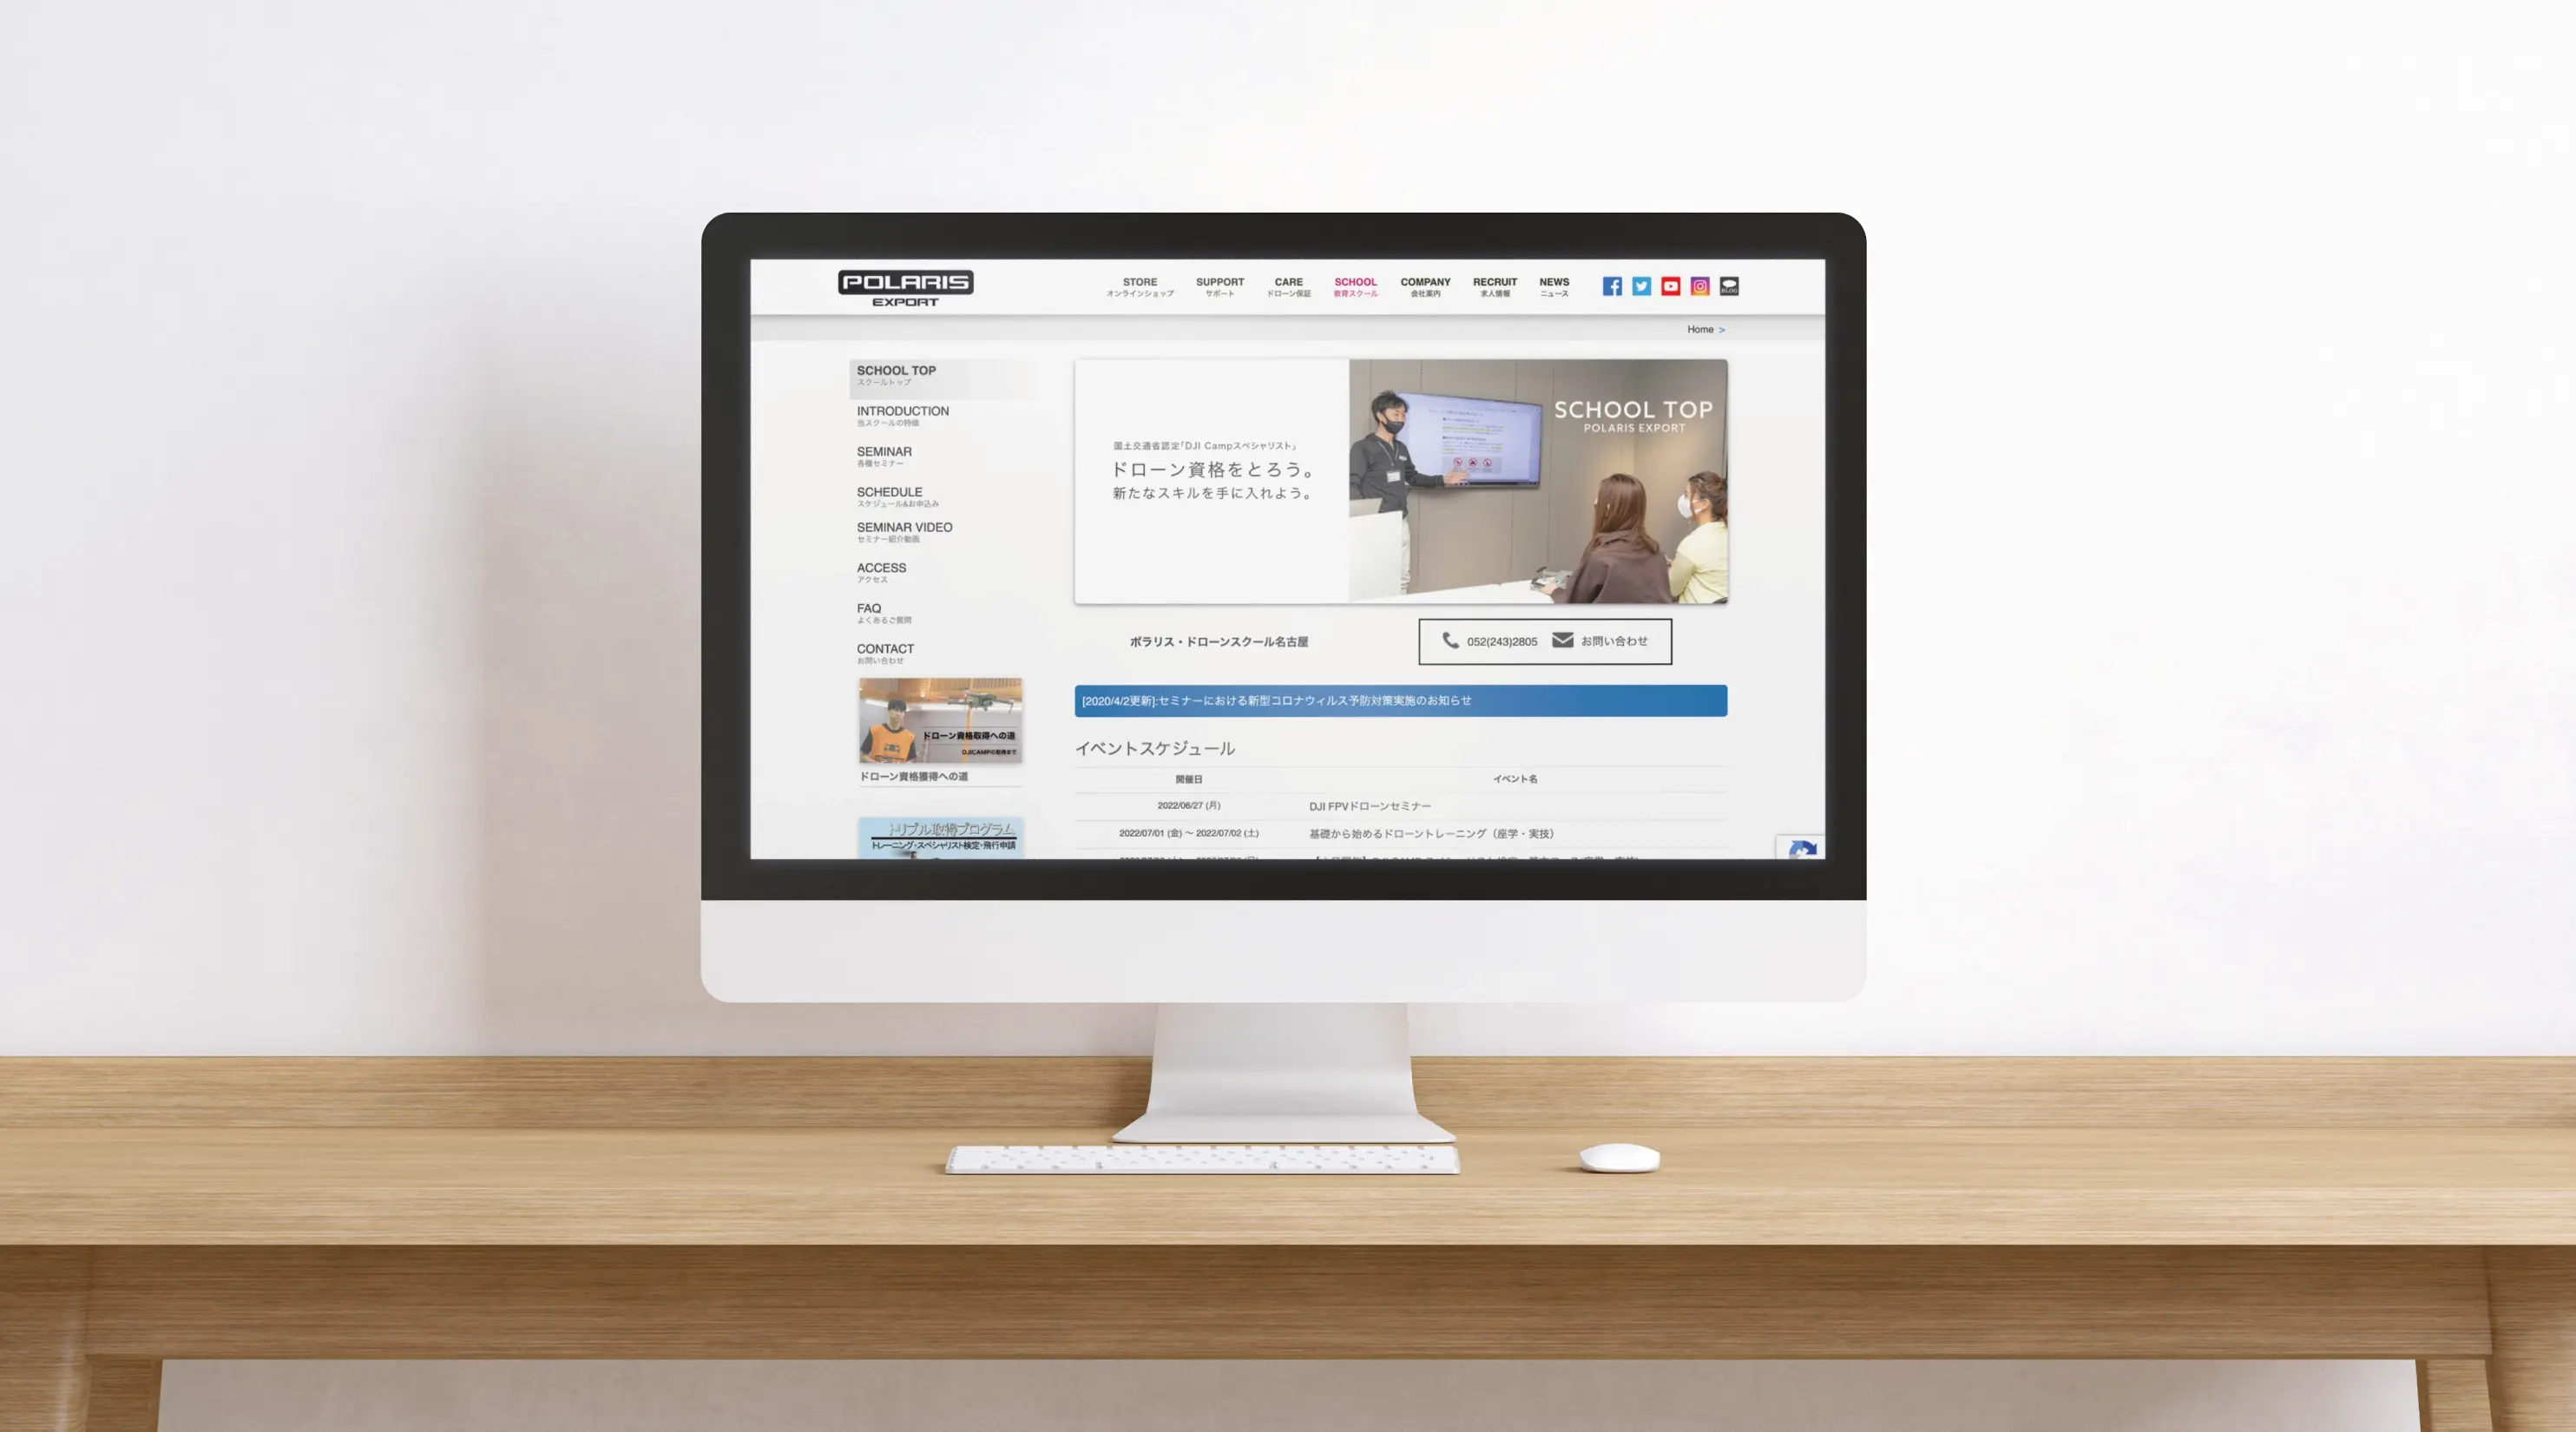 POLARIS
EXPORT
STORE
オンラインショップ
SUPPORT
サポート
CARE
ドローン保証
SCHOOL
教育スクール
COMPANY
会社案内
RECRUIT
求人情報
NEWS
ニュース
BLOG
Home >
SCHOOL TOP
スクールトップ
INTRODUCTION
当スクールの特徴
SEMINAR
各種セミナー
SCHEDULE
スケジュール&お申込み
SEMINAR VIDEO
セミナー紹介動画
ACCESS
アクセス
FAQ
よくあるご質問
CONTACT
お問い合わせ
ドローン資格取得への道
DJICAMPの取得まで
ドローン資格獲得への道
トリプル取得プログラム
トレーニング・スペシャリスト検定・飛行申請
国土交通省認定「DJI Campスペシャリスト」
ドローン資格をとろう。
新たなスキルを手に入れよう。
SCHOOL TOP
POLARIS EXPORT
ポラリス・ドローンスクール名古屋
052(243)2805 お問い合わせ
[2020/4/2更新]:セミナーにおける新型コロナウィルス予防対策実施のお知らせ
イベントスケジュール
開催日 イベント名
2022/06/27 (月) DJI FPVドローンセミナー
2022/07/01 (金) ～ 2022/07/02 (土) 基礎から始めるドローントレーニング（座学・実技）